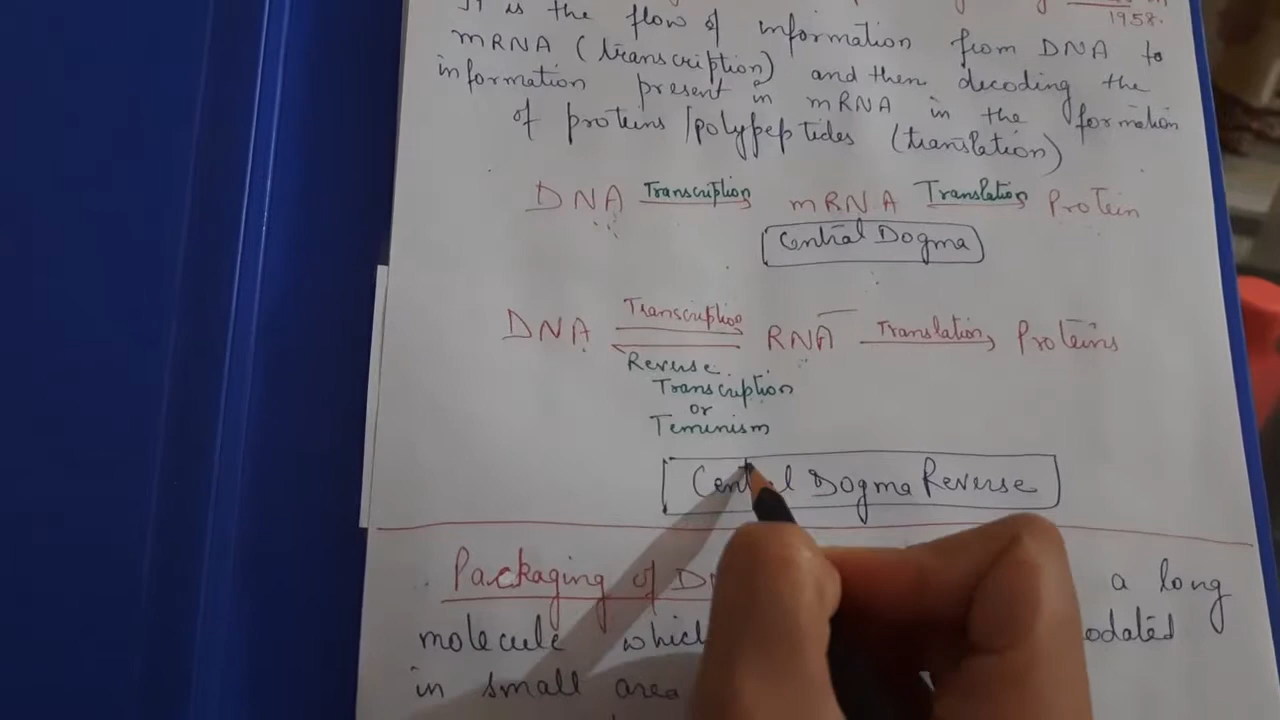 It is the flow of information from DNA to
1958.
mRNA (transcription) and then decoding the
information present in mRNA in the formation
of proteins/polypeptides (translation)
DNA Transcription mRNA Translation Protein
Central Dogma
DNA Transcription RNA Translation Proteins
Reverse
Transcription
or
Teminism
Central Dogma Reverse
Packaging of a long
molecule which
in small area